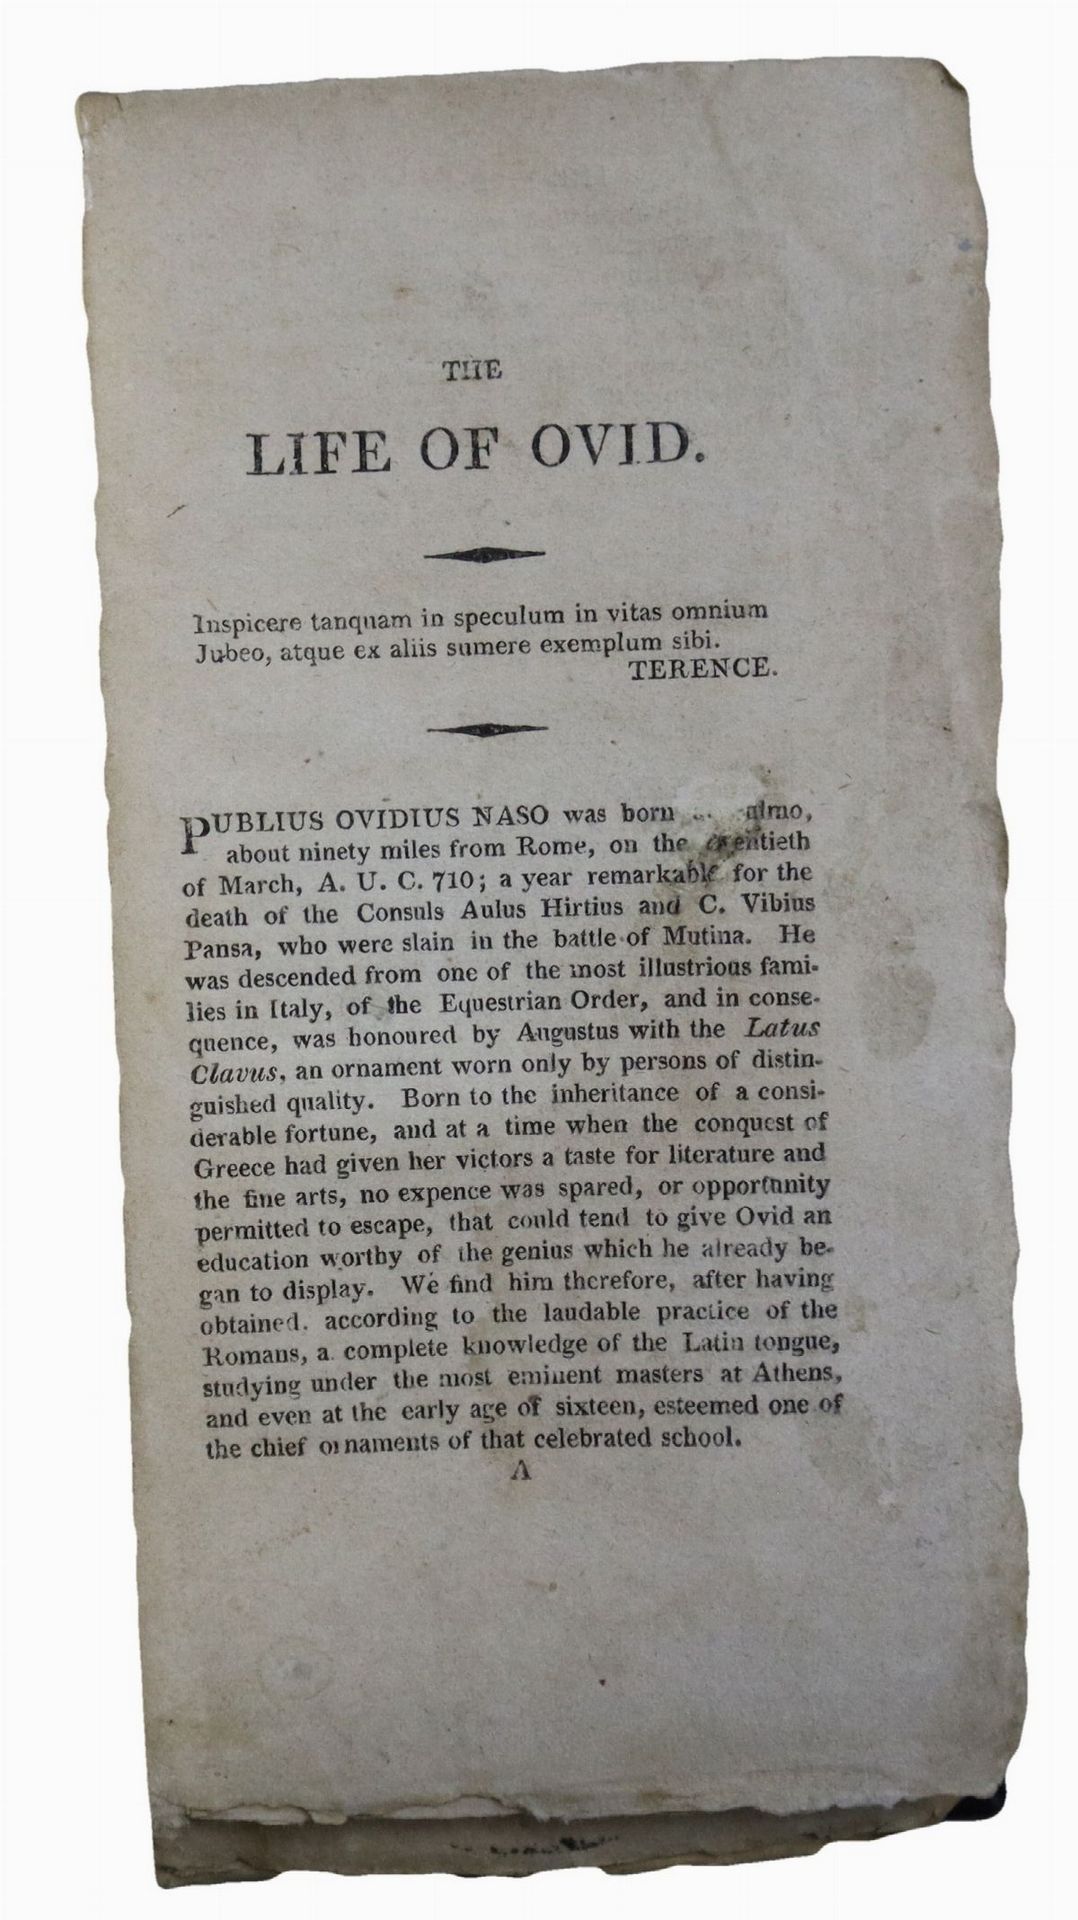 THE
LIFE OF OVID.
Inspicere tanquam in speculum in vitas omnium
Jubeo, atque ex aliis sumere exemplum sibi.
TERENCE.
PUBLIUS OVIDIUS NASO was born
about ninety miles from Rome, on the
of March, A. U. C. 710; a year remarkable for the
death of the Consuls Aulus Hirtius and C. Vibius
Pansa, who were slain in the battle of Mutina. He
was descended from one of the most illustrious fami-
lies in Italy, of the Equestrian Order, and in conse-
quence, was honoured by Augustus with the Latus
Clavus, an ornament worn only by persons of distin-
guished quality. Born to the inheritance of a consi-
derable fortune, and at a time when the conquest of
Greece had given her victors a taste for literature and
the fine arts, no expence was spared, or opportunity
permitted to escape, that could tend to give Ovid an
education worthy of the genius which he already be-
gan to display. We find him therefore, after having
obtained. according to the laudable practice of the
Romans, a complete knowledge of the Latin tongue,
studying under the most eminent masters at Athens,
and even at the early age of sixteen, esteemed one of
the chief ornaments of that celebrated school.
A